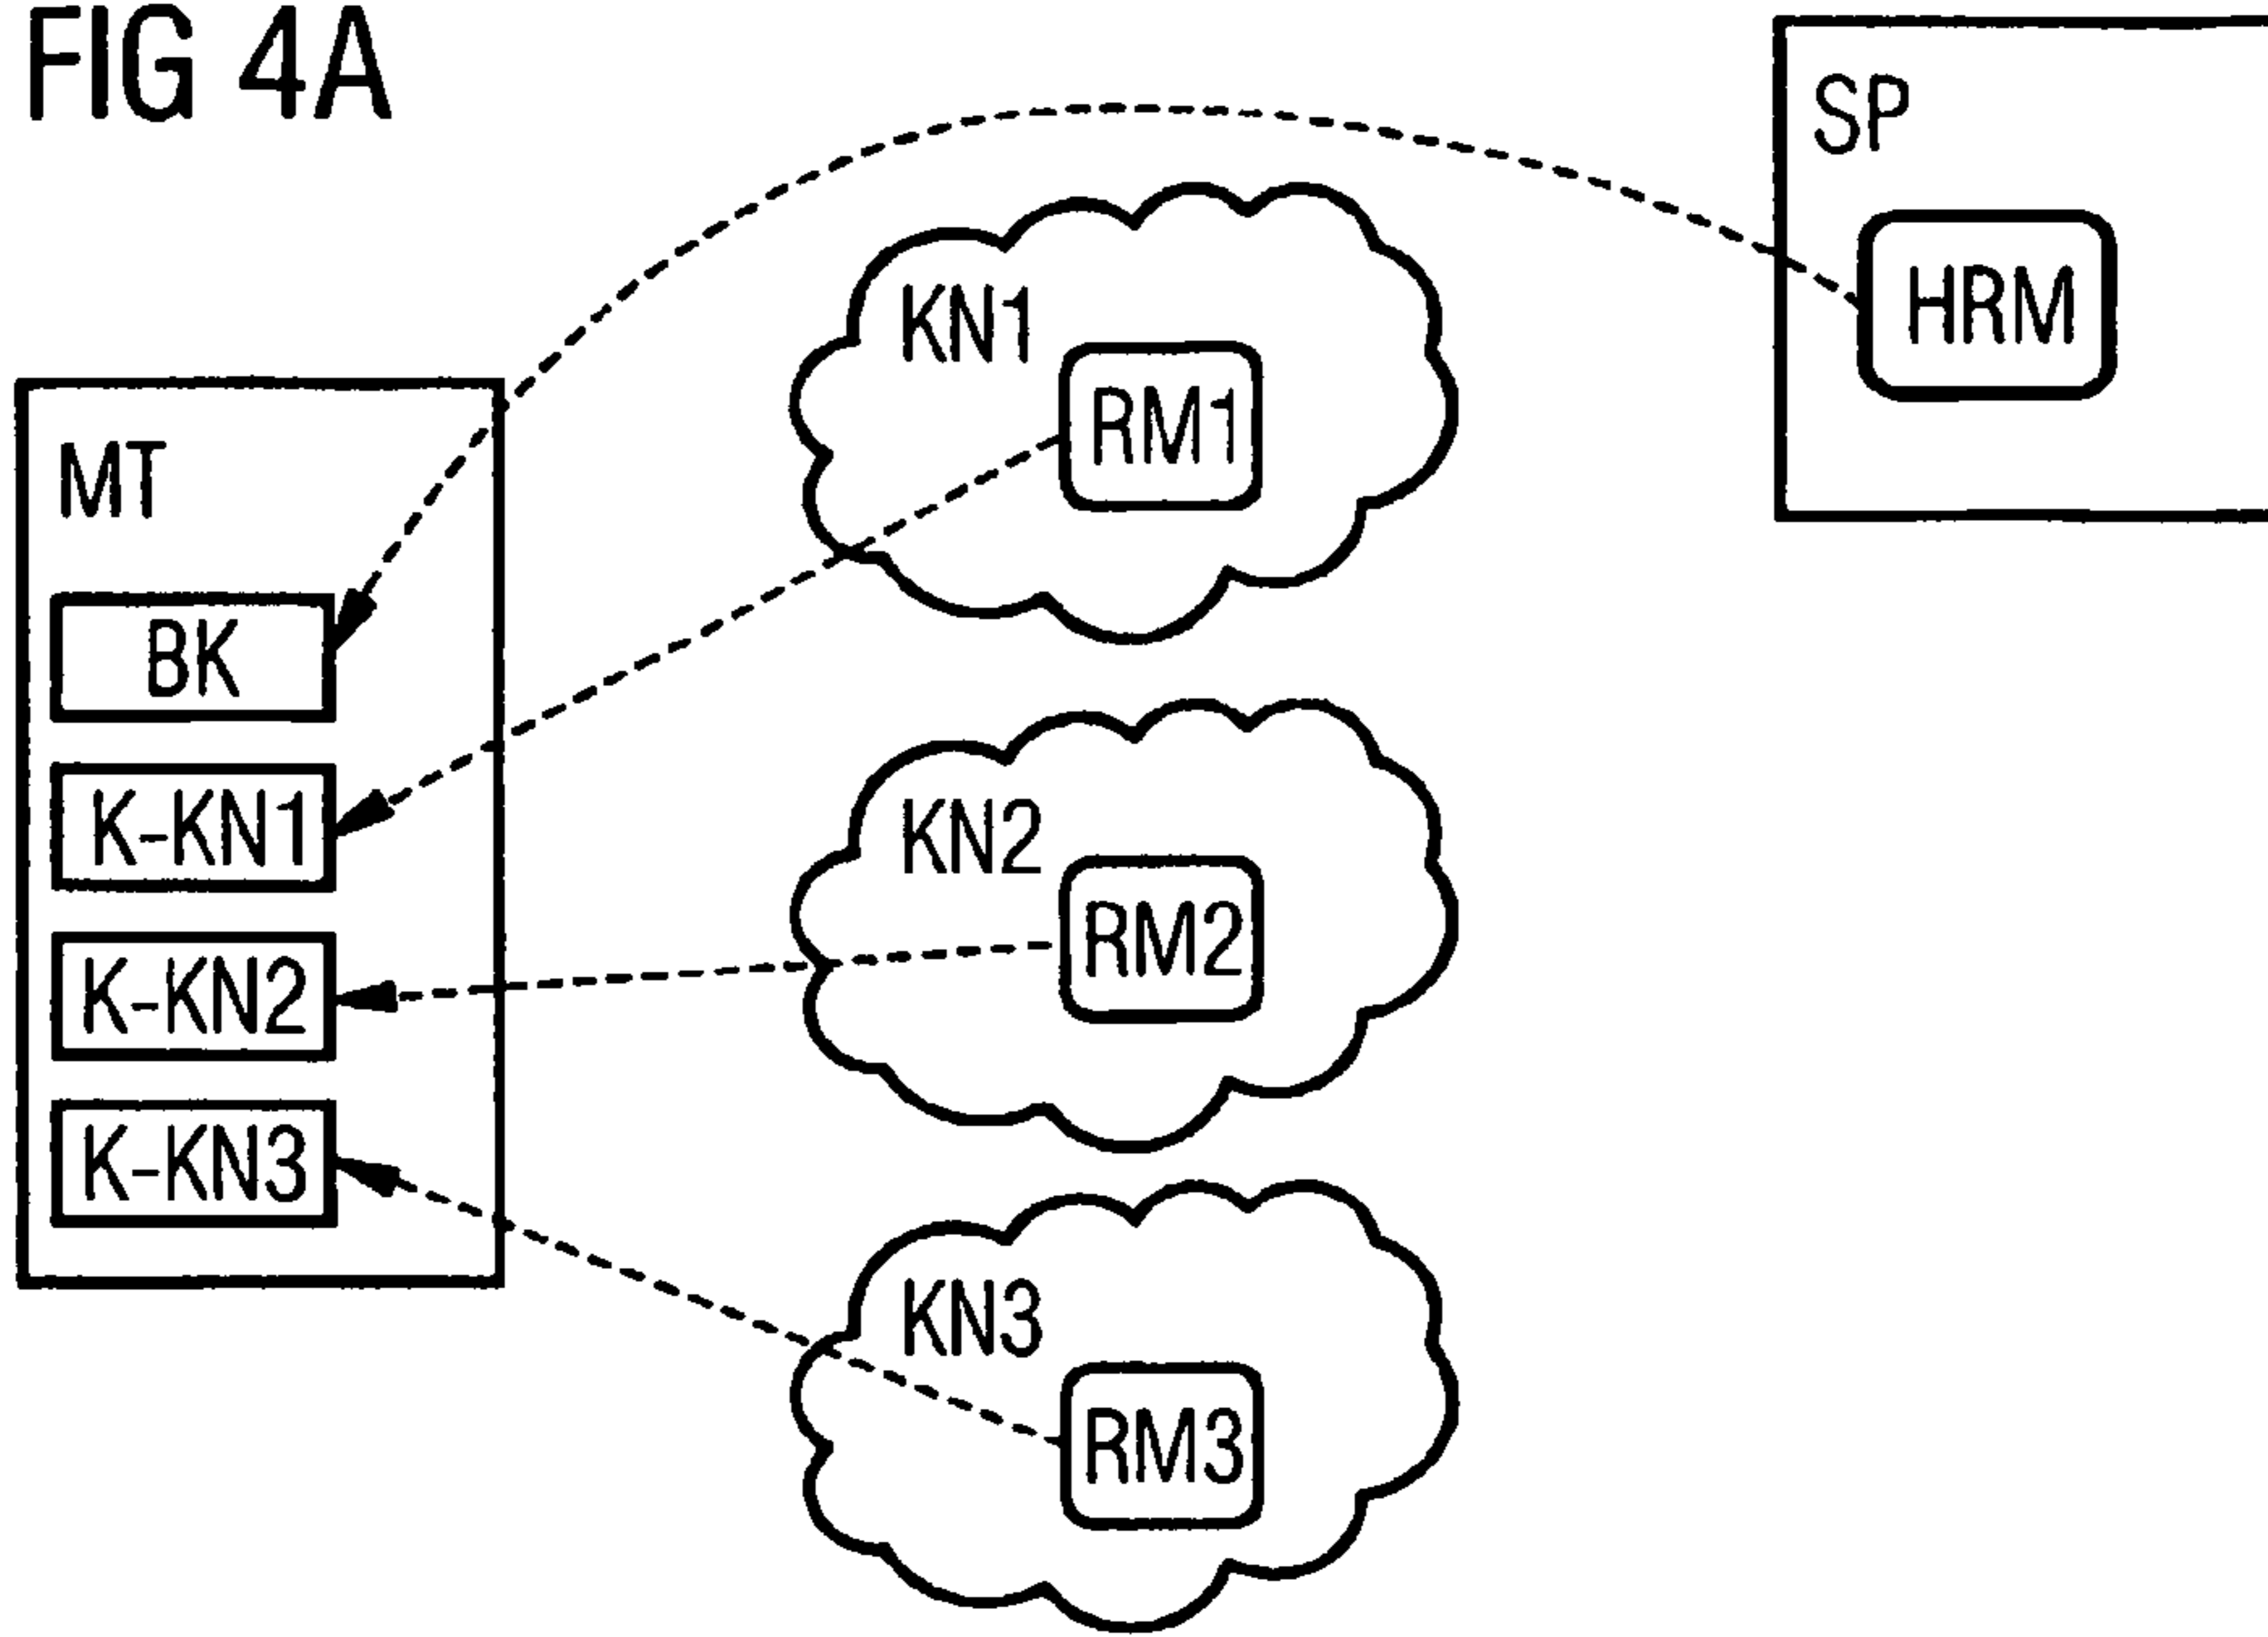 FIG 4A
SP
HRM
KN1
RM1
MT
BK
K-KN1
K-KN2
K-KN3
KN2
RM2
KN3
RM3